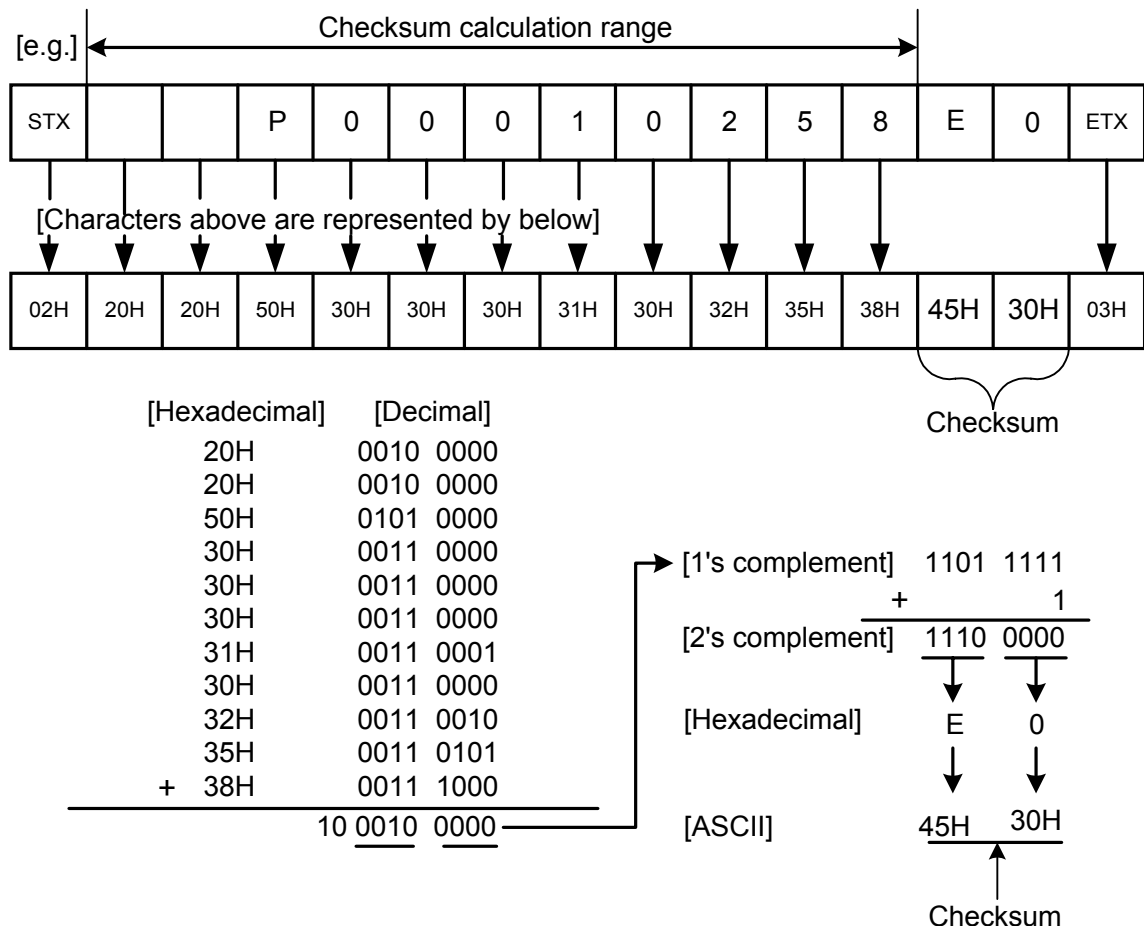 Checksum calculation range
[e.g.]
STX P 0 0 0 1 0 2 5 8 E 0 ETX
[Characters above are represented by below]
02H 20H 20H 50H 30H 30H 30H 31H 30H 32H 35H 38H 45H 30H 03H
Checksum
[Hexadecimal] [Decimal]
20H 0010 0000
20H 0010 0000
50H 0101 0000
30H 0011 0000
30H 0011 0000
30H 0011 0000
31H 0011 0001
30H 0011 0000
32H 0011 0010
35H 0011 0101
+ 38H 0011 1000
10 0010 0000
[1's complement] 1101 1111
+ 1
[2's complement] 1110 0000
[Hexadecimal] E 0
[ASCII] 45H 30H
Checksum